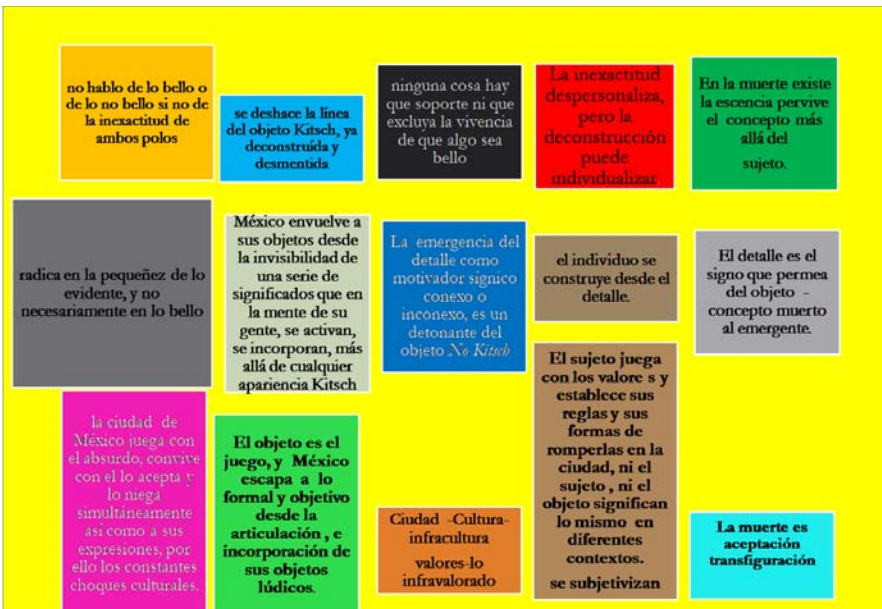 no hablo de lo bello o
de lo no bello si no de
la inexactitud de
ambos polos
se deshace la línea
del objeto Kitsch, ya
deconstruída y
desmentida
ninguna cosa hay
que soporte ni que
excluya la vivencia
de que algo sea
bello
La inexactitud
despersonaliza,
pero la
deconstrucción
puede
individualizar
En la muerte existe
la escencia pervive
el concepto más
allá del
sujeto.
radica en la pequeñez de lo
evidente, y no
necesariamente en lo bello
México envuelve a
sus objetos desde
la invisibilidad de
una serie de
significados que en
la mente de su
gente, se activan,
se incorporan, más
allá de cualquier
apariencia Kitsch
La emergencia del
detalle como
motivador signico
conexo o
inconexo, es un
detonante del
objeto No Kitsch
el individuo se
construye desde el
detalle.
El detalle es el
signo que permea
del objeto -
concepto muerto
al emergente.
la ciudad de
México juega con
el absurdo, convive
con el lo acepta y
lo niega
simultáneamente
asi como a sus
expresiones, por
ello los constantes
choques culturales.
El objeto es el
juego, y México
escapa a lo
formal y objetivo
desde la
articulación , e
incorporación de
sus objetos
lúdicos.
Ciudad -Cultura-
infracultura
valores-lo
infravalorado
El sujeto juega
con los valore s y
establece sus
reglas y sus
formas de
romperlas en la
ciudad, ni el
sujeto , ni el
objeto significan
lo mismo en
diferentes
contextos.
se subjetivizan
La muerte es
aceptación
transfiguración